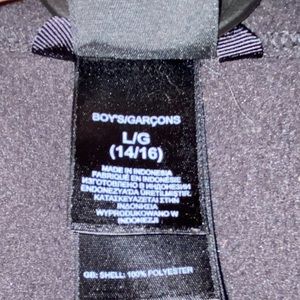 BOY'S/GARÇONS
L/G
(14/16)
MADE IN INDONESIA
FABRIQUÉ EN INDONÉSIE
ИЗГОТОВЛЕНО В ИНДОНЕЗИИ
ENDONEZYA'DA ÜRETILMIŞTIR
ΚΑΤΑΣΚΕΥΑΖΕΤΑΙ ΣΤΗΝ
ΙΝΔΟΝΗΣΙΑ
WYPRODUKOWANO W
INDONEZJI
GB: SHELL: 100% POLYESTER